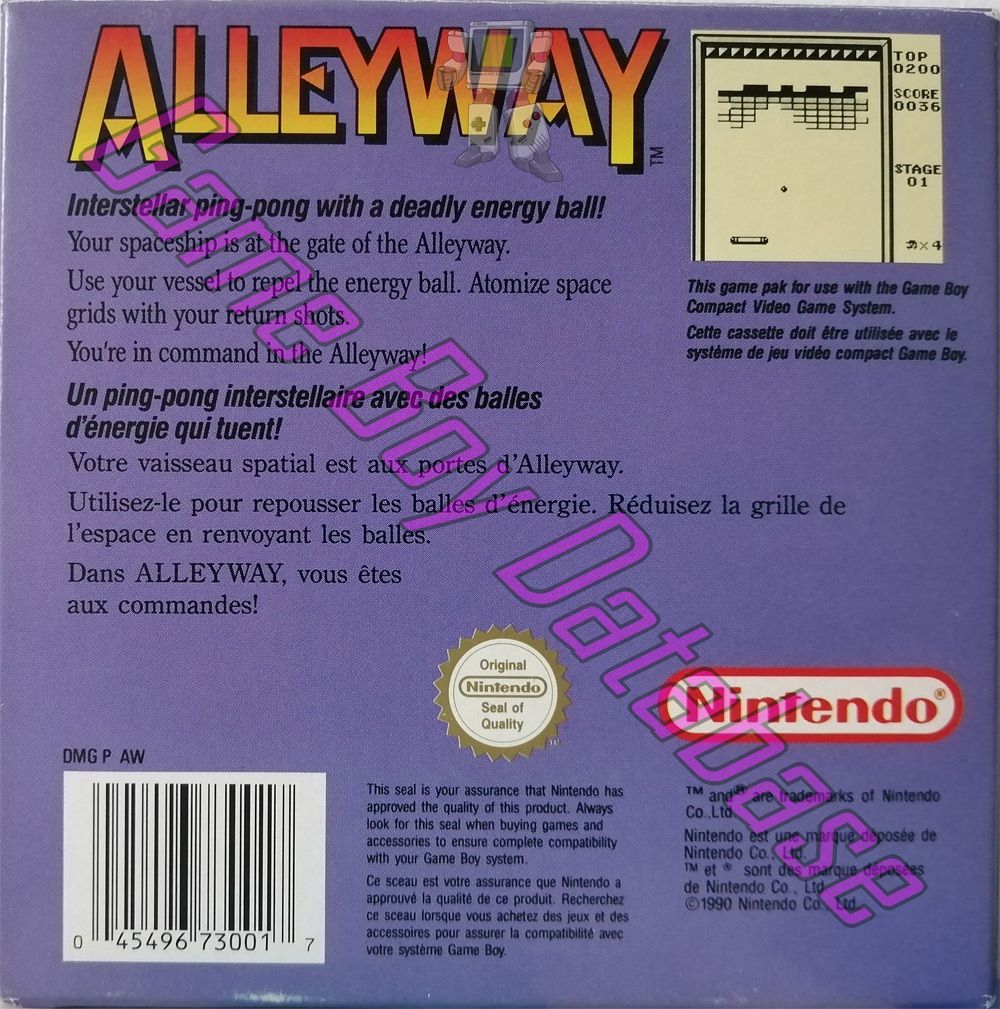 ALLEYWAY™
TOP
0200
SCORE
0036
STAGE
01
×4
Interstellar ping-pong with a deadly energy ball!
Your spaceship is at the gate of the Alleyway.
Use your vessel to repel the energy ball. Atomize space
grids with your return shots.
You're in command in the Alleyway!
This game pak for use with the Game Boy
Compact Video Game System.
Cette cassette doit être utilisée avec le
système de jeu vidéo compact Game Boy.
Un ping-pong interstellaire avec des balles
d'énergie qui tuent!
Votre vaisseau spatial est aux portes d'Alleyway.
Utilisez-le pour repousser les balles d'énergie. Réduisez la grille de
l'espace en renvoyant les balles.
Dans ALLEYWAY, vous êtes
aux commandes!
Game Boy Database
Original
Nintendo
Seal of
Quality
Nintendo®
DMG P AW
0 45496 73001 7
This seal is your assurance that Nintendo has
approved the quality of this product. Always
look for this seal when buying games and
accessories to ensure complete compatibility
with your Game Boy system.
Ce sceau est votre assurance que Nintendo a
approuvé la qualité de ce produit. Recherchez
ce sceau lorsque vous achetez des jeux et des
accessoires pour assurer la compatibilité avec
votre système Game Boy.
™ and ® are trademarks of Nintendo
Co.,Ltd.
Nintendo est une marque déposée de
Nintendo Co., Ltd.
™ et ® sont des marque déposées
de Nintendo Co., Ltd.
©1990 Nintendo Co., Ltd.